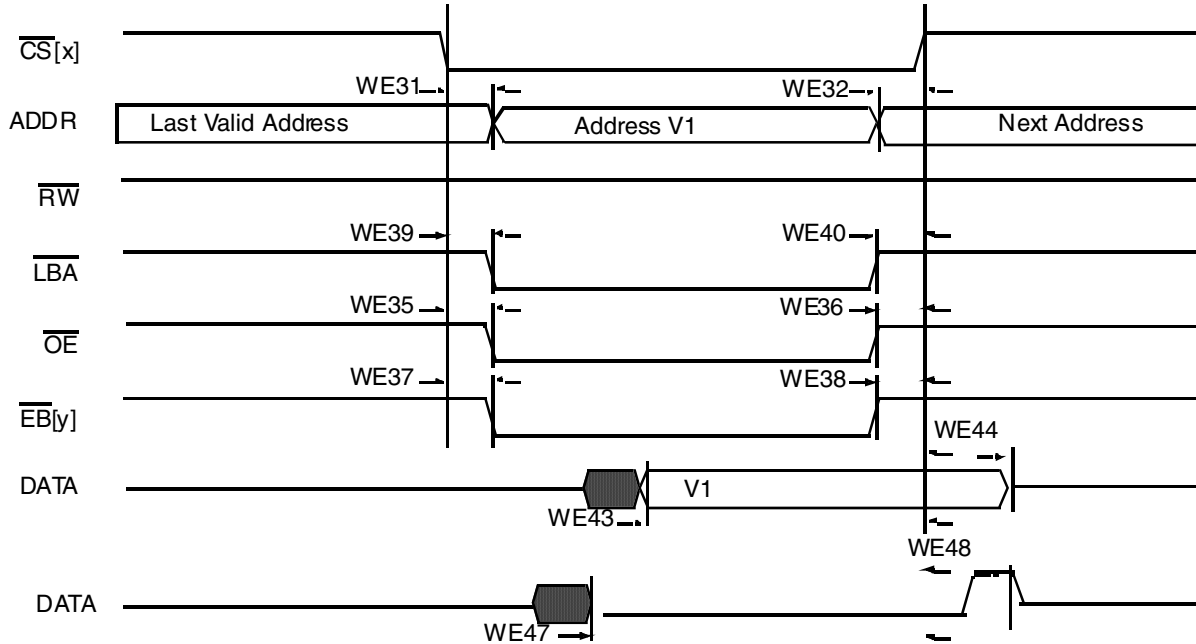 CS[x]
WE31
WE32
ADDR
Last Valid Address
Address V1
Next Address
RW
WE39
WE40
LBA
WE35
WE36
OE
WE37
WE38
EB[y]
WE44
DATA
V1
WE43
WE48
DATA
WE47